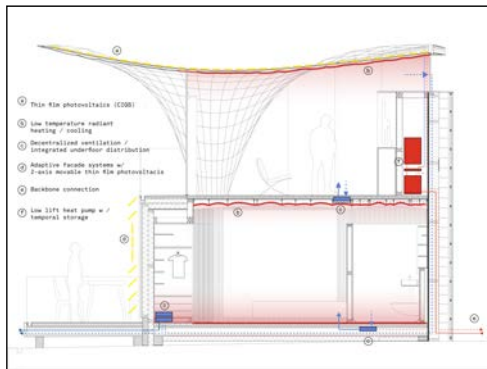 a
b
a Thin film photovoltaics (CIGS)
b Low temperature radiant
heating / cooling
c Decentralized ventilation /
integrated underfloor distribution
d Adaptive facade systems w/
2-axis movable thin film photovoltaics
e Backbone connection
f Low lift heat pump w /
temporal storage
f
b
c
d
c
e
c